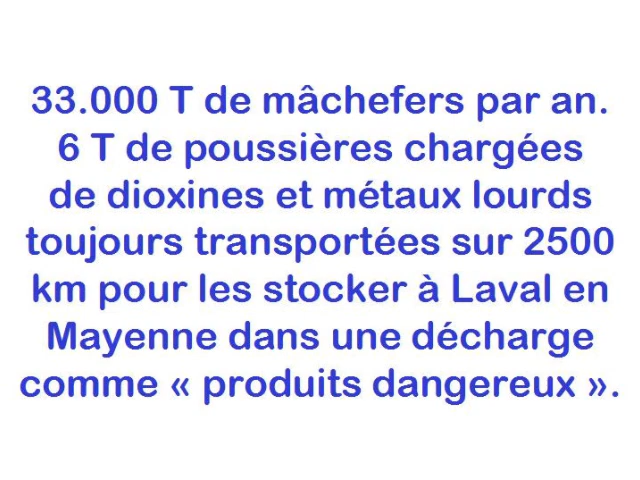 33.000 T de mâchefers par an.
6 T de poussières chargées
de dioxines et métaux lourds
toujours transportées sur 2500
km pour les stocker à Laval en
Mayenne dans une décharge
comme « produits dangereux ».